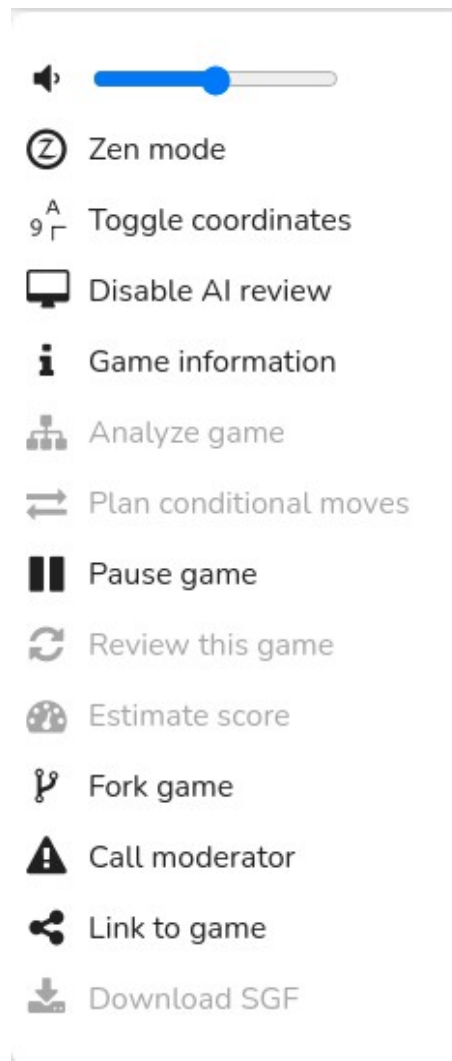 Z Zen mode
9 A Toggle coordinates
Disable AI review
i Game information
Analyze game
Plan conditional moves
Pause game
Review this game
Estimate score
Fork game
Call moderator
Link to game
Download SGF